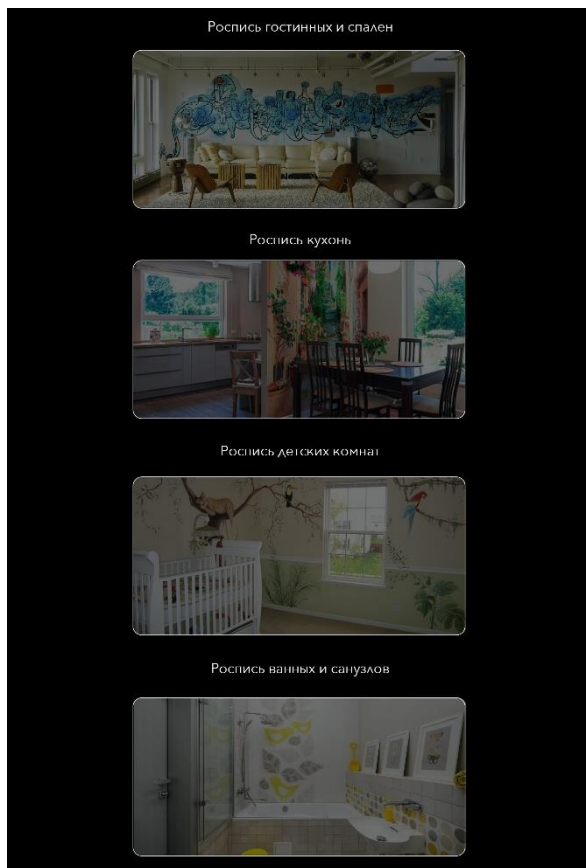 Роспись гостинных и спален
Роспись кухонь
Роспись детских комнат
Роспись ванных и санузлов